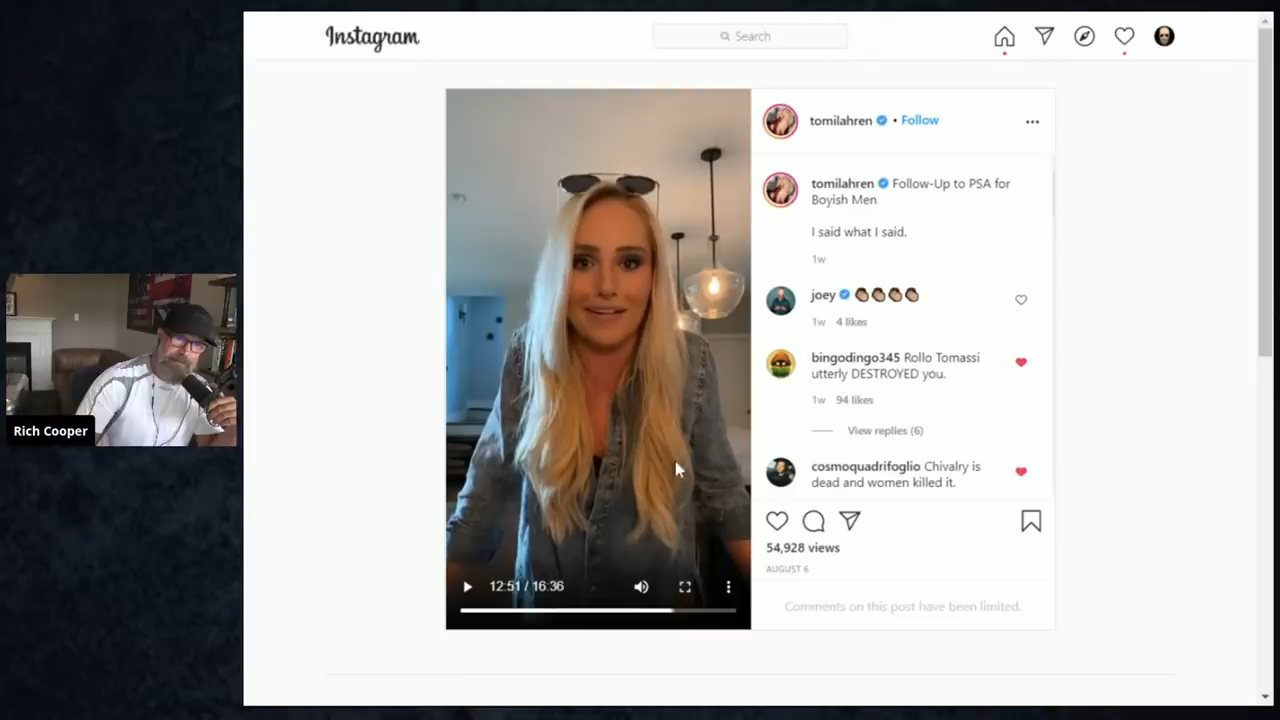 Instagram
Search
tomilahren • Follow
tomilahren Follow-Up to PSA for
Boyish Men
I said what I said.
1w
joey
1w 4 likes
bingodingo345 Rollo Tomassi
utterly DESTROYED you.
1w 94 likes
View replies (6)
cosmoquadrifoglio Chivalry is
dead and women killed it.
54,928 views
AUGUST 6
Comments on this post have been limited.
12:51 / 16:36
Rich Cooper